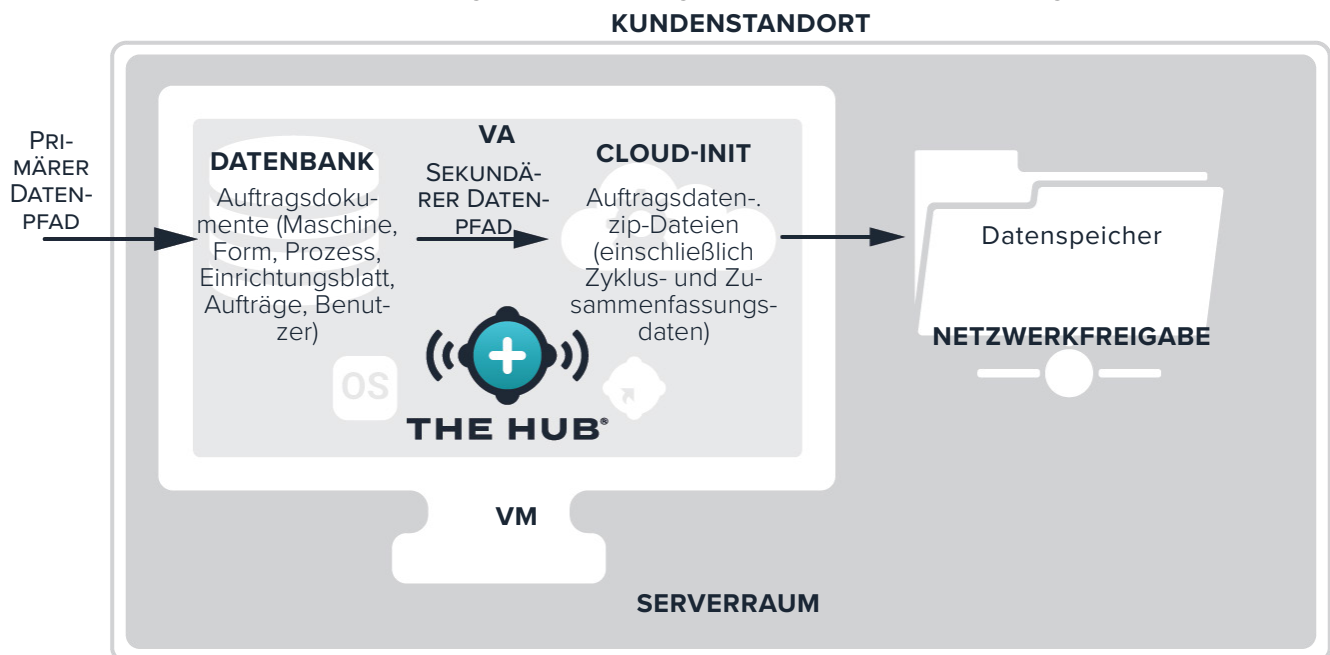 KUNDENSTANDORT
PRI-
MÄRER
DATEN-
PFAD
DATENBANK
Auftragsdoku-
mente (Maschine,
Form, Prozess,
Einrichtungsblatt,
Aufträge, Benut-
zer)
VA
SEKUNDÄ-
RER DATEN-
PFAD
CLOUD-INIT
Auftragsdaten-.
zip-Dateien
(einschließlich
Zyklus- und Zu-
sammenfassungs-
daten)
Datenspeicher
NETZWERKFREIGABE
OS
THE HUB®
VM
SERVERRAUM